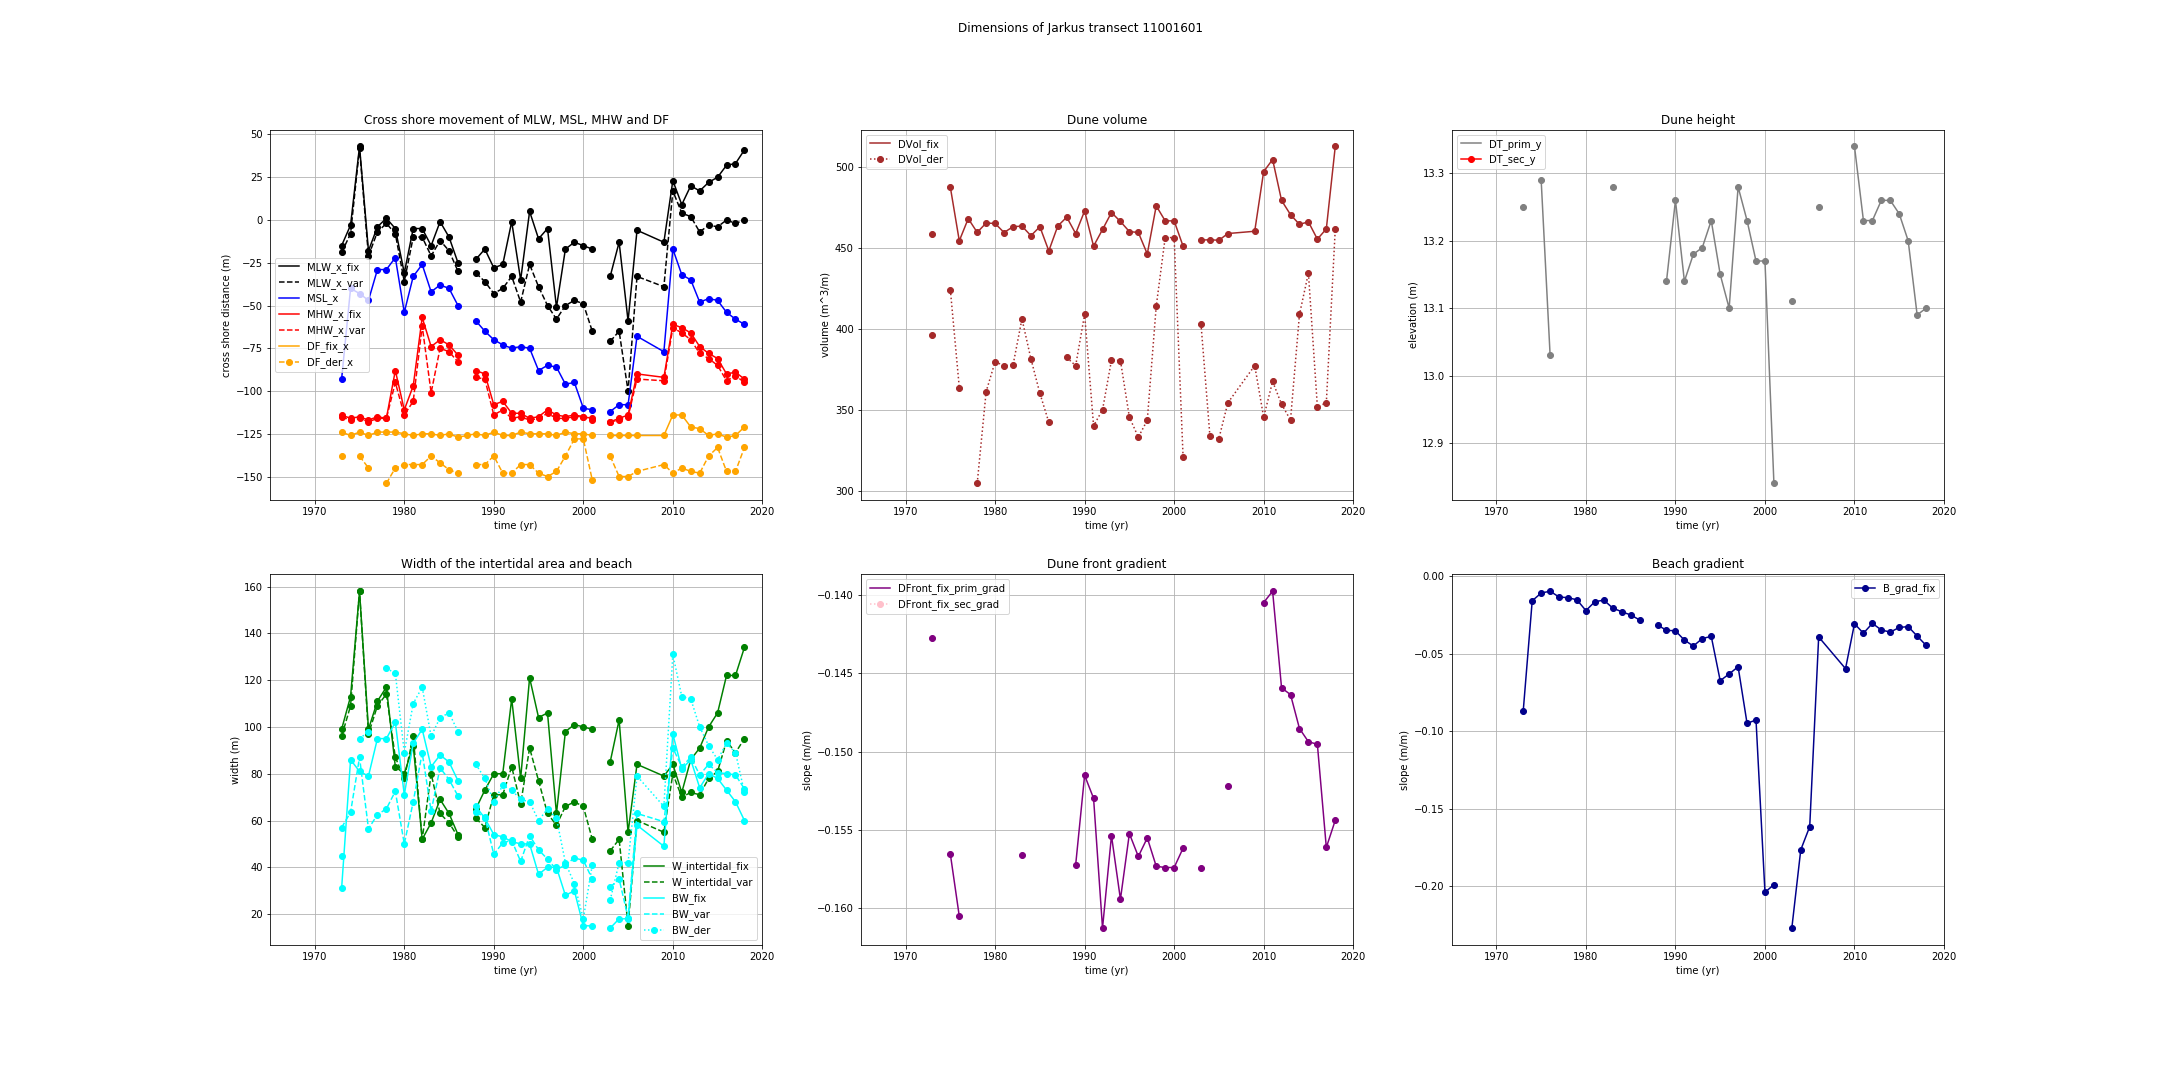 Dimensions of Jarkus transect 11001601
Cross shore movement of MLW, MSL, MHW and DF
cross shore distance (m)
50
25
0
−25
−50
−75
−100
−125
−150
MLW_x_fix
MLW_x_var
MSL_x
MHW_x_fix
MHW_x_var
DF_fix_x
DF_der_x
1970 1980 1990 2000 2010 2020
time (yr)
Dune volume
volume (m^3/m)
500
450
400
350
300
DVol_fix
DVol_der
1970 1980 1990 2000 2010 2020
time (yr)
Dune height
elevation (m)
13.3
13.2
13.1
13.0
12.9
DT_prim_y
DT_sec_y
1970 1980 1990 2000 2010 2020
time (yr)
Width of the intertidal area and beach
width (m)
160
140
120
100
80
60
40
20
W_intertidal_fix
W_intertidal_var
BW_fix
BW_var
BW_der
1970 1980 1990 2000 2010 2020
time (yr)
Dune front gradient
slope (m/m)
−0.140
−0.145
−0.150
−0.155
−0.160
DFront_fix_prim_grad
DFront_fix_sec_grad
1970 1980 1990 2000 2010 2020
time (yr)
Beach gradient
slope (m/m)
0.00
−0.05
−0.10
−0.15
−0.20
B_grad_fix
1970 1980 1990 2000 2010 2020
time (yr)